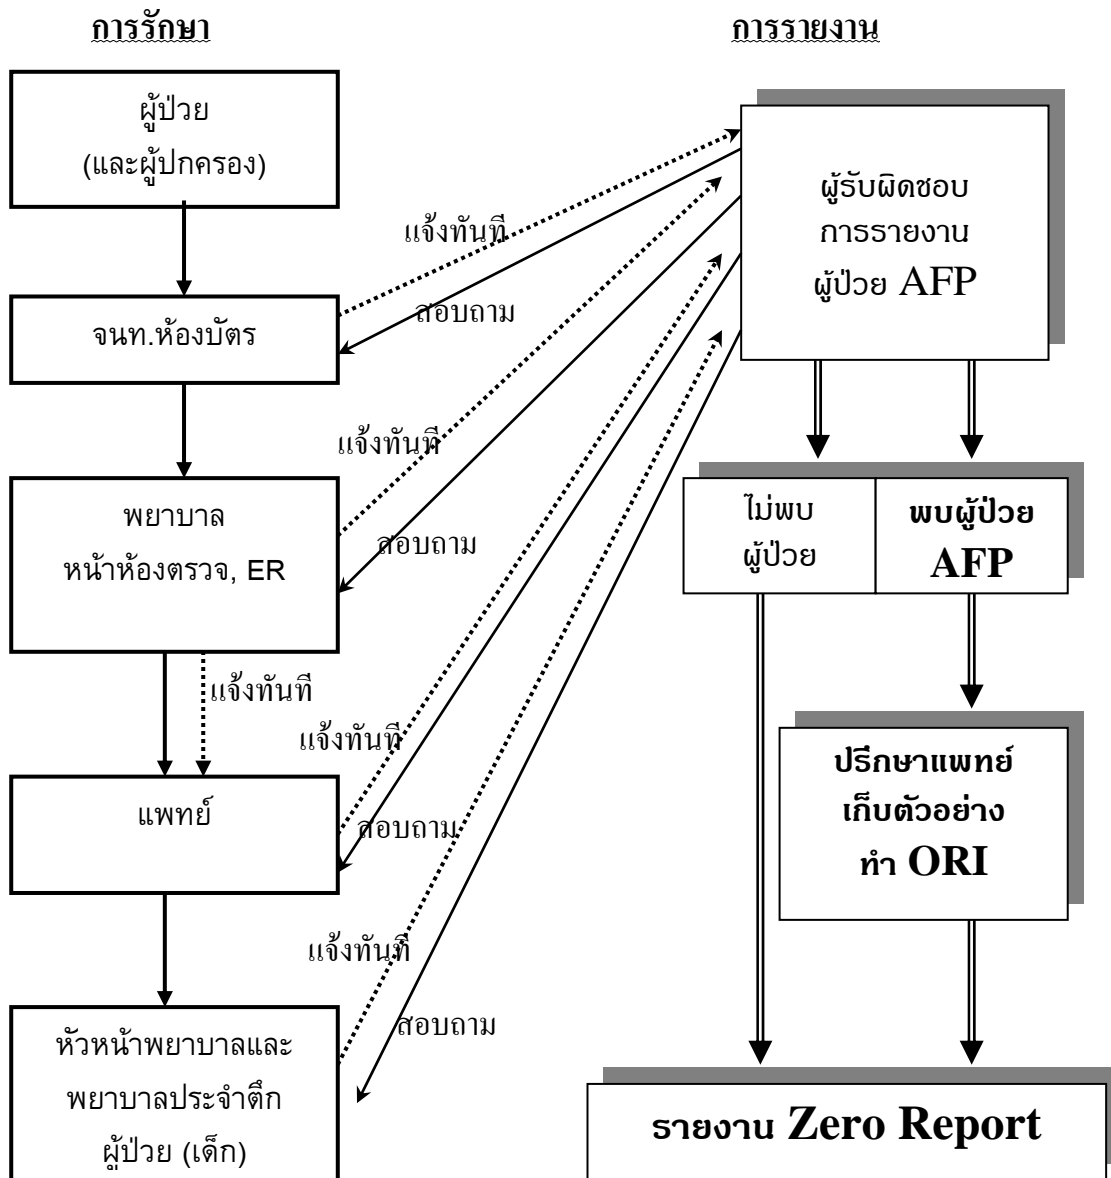 การรักษา
การรายงาน
ผู้ป่วย
(และผู้ปกครอง)
ผู้รับผิดชอบ
การรายงาน
ผู้ป่วย AFP
แจ้งทันที
สอบถาม
จนท.ห้องบัตร
แจ้งทันที
สอบถาม
พยาบาล
หน้าห้องตรวจ, ER
ไม่พบ
ผู้ป่วย
พบผู้ป่วย
AFP
แจ้งทันที
แจ้งทันที
สอบถาม
แพทย์
ปรึกษาแพทย์
เก็บตัวอย่าง
ทำ ORI
แจ้งทันที
สอบถาม
หัวหน้าพยาบาลและ
พยาบาลประจำตึก
ผู้ป่วย (เด็ก)
รายงาน Zero Report